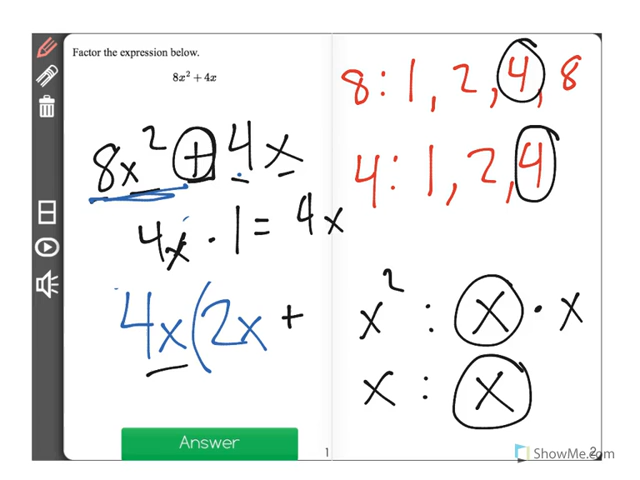 Factor the expression below.
8x² + 4x
8x² + 4x
4x · 1 = 4x
4x(2x +
Answer
1
8 : 1, 2, 4, 8
4 : 1, 2, 4
x² : x · x
x : x
2
ShowMe.com